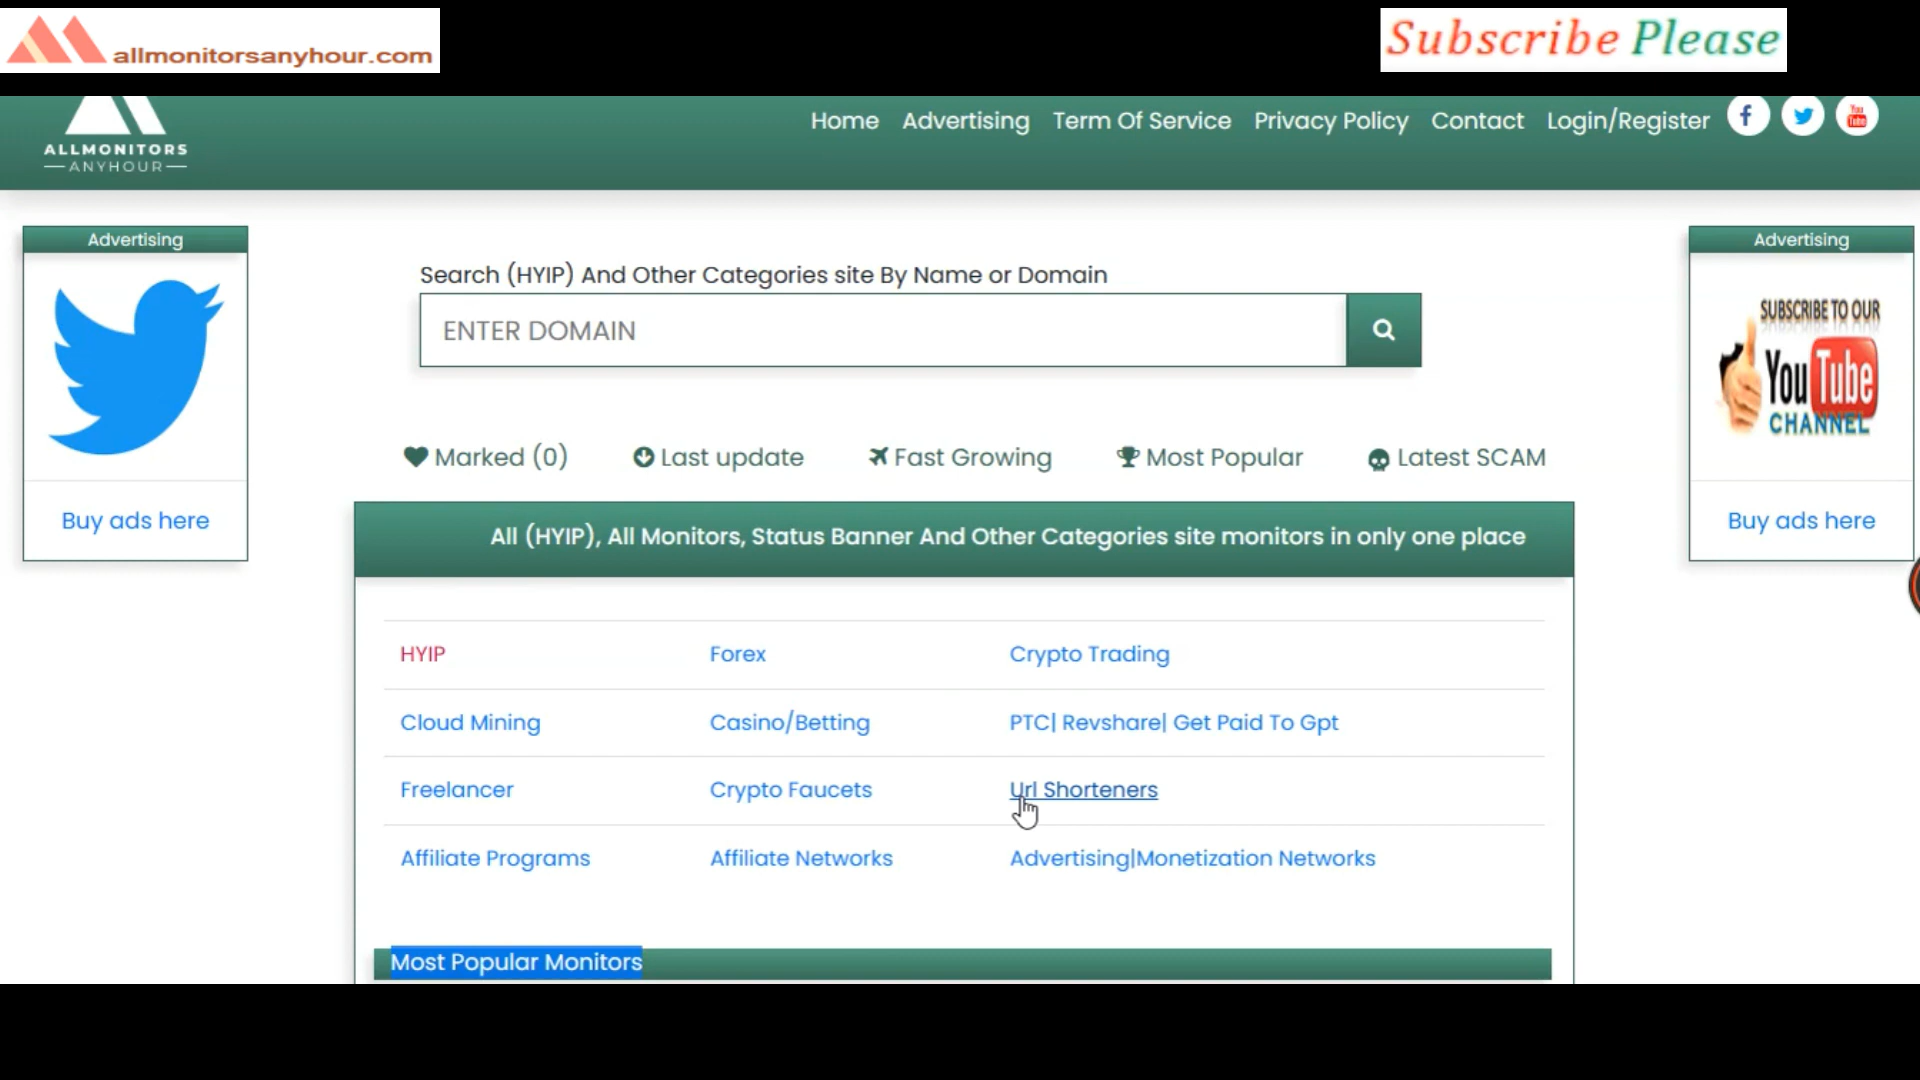 allmonitorsanyhour.com
Subscribe Please
ALLMONITORS
ANYHOUR
Home Advertising Term Of Service Privacy Policy Contact Login/Register
You Tube
Advertising
Buy ads here
Search (HYIP) And Other Categories site By Name or Domain
ENTER DOMAIN
Advertising
SUBSCRIBE TO OUR
YouTube
CHANNEL
Buy ads here
Marked (0) Last update Fast Growing Most Popular Latest SCAM
All (HYIP), All Monitors, Status Banner And Other Categories site monitors in only one place
HYIP Forex Crypto Trading
Cloud Mining Casino/Betting PTC| Revshare| Get Paid To Gpt
Freelancer Crypto Faucets Url Shorteners
Affiliate Programs Affiliate Networks Advertising|Monetization Networks
Most Popular Monitors